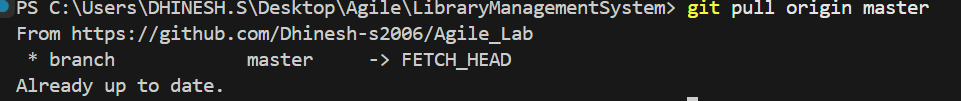 PS C:\Users\DHINESH.S\Desktop\Agile\LibraryManagementSystem> git pull origin master
From https://github.com/Dhinesh-s2006/Agile_Lab
 * branch            master     -> FETCH_HEAD
Already up to date.